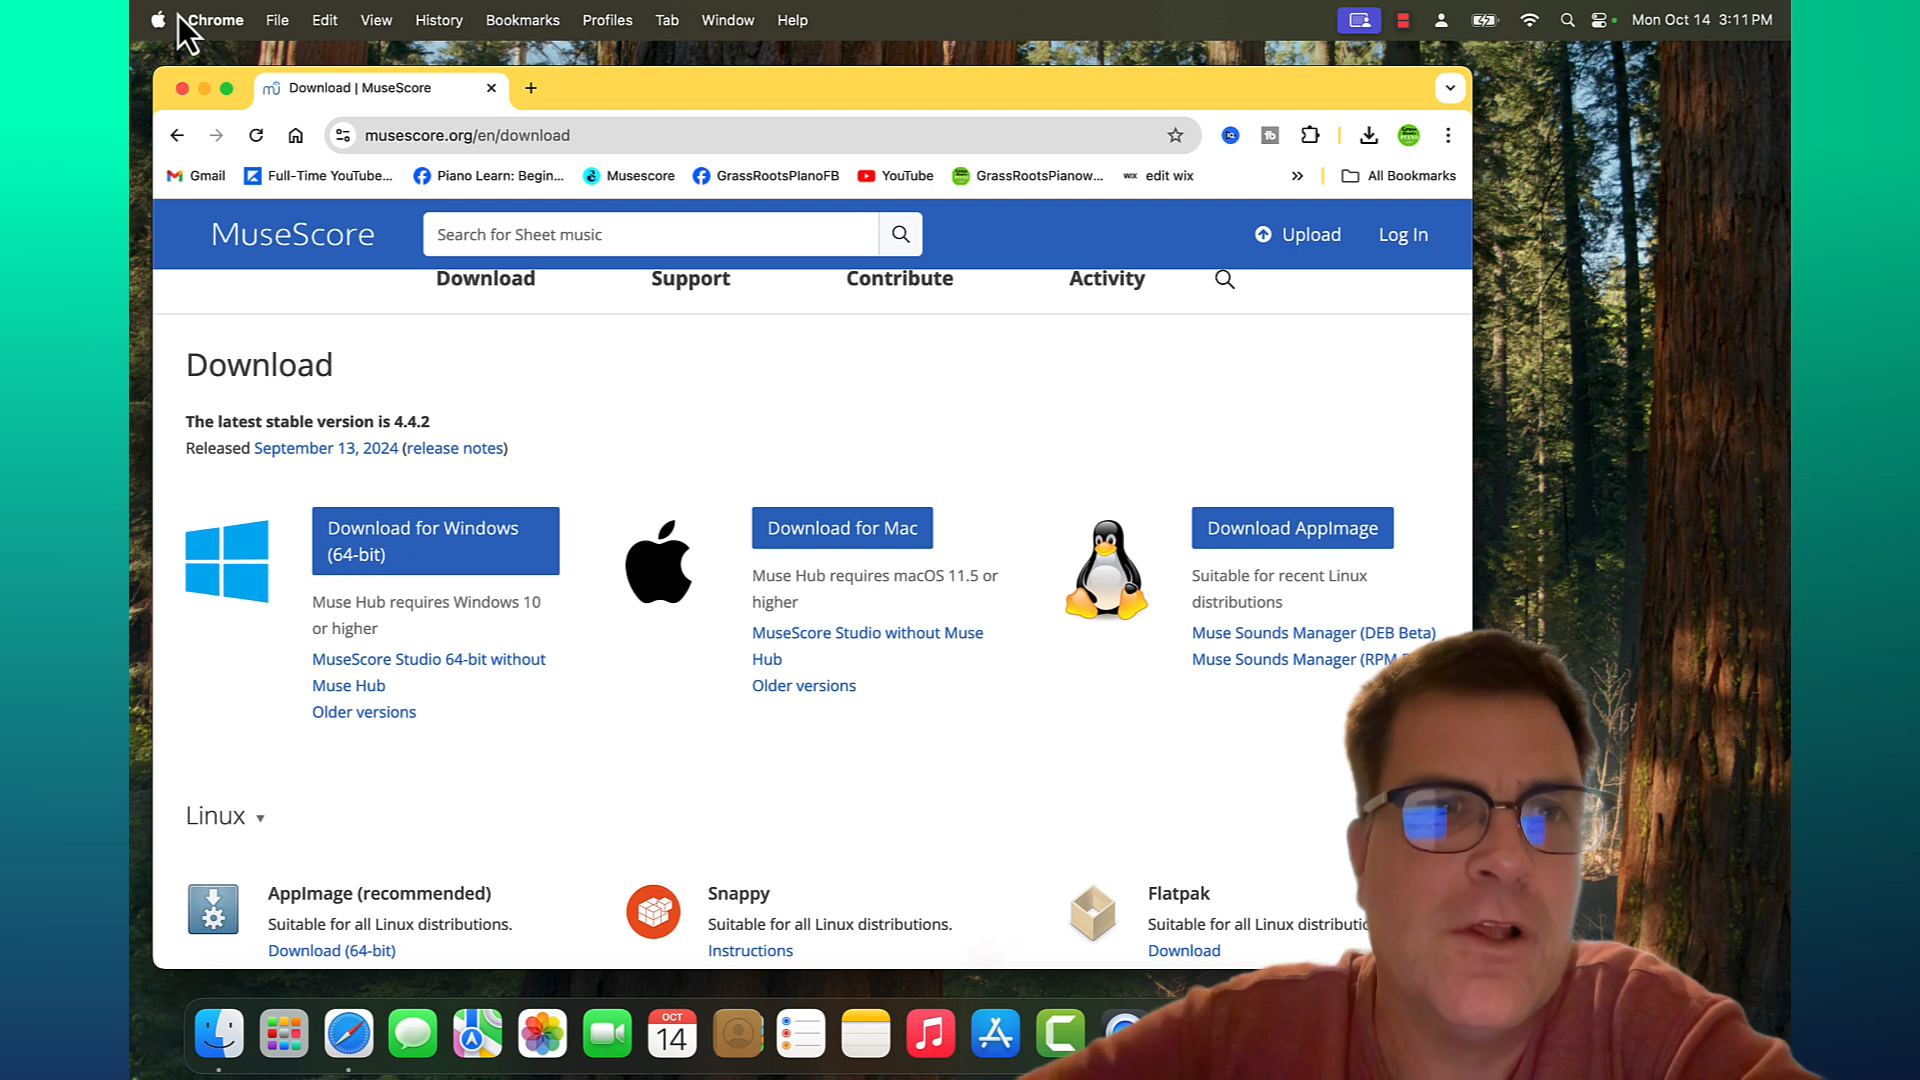 Chrome File Edit View History Bookmarks Profiles Tab Window Help Mon Oct 14 3:11 PM
Download | MuseScore
musescore.org/en/download
Gmail Full-Time YouTube... Piano Learn: Begin... Musescore GrassRootsPianoFB YouTube GrassRootsPianow... wix edit wix » All Bookmarks
MuseScore Search for Sheet music Upload Log In
Download Support Contribute Activity
Download
The latest stable version is 4.4.2
Released September 13, 2024 (release notes)
Download for Windows
(64-bit)
Muse Hub requires Windows 10
or higher
MuseScore Studio 64-bit without
Muse Hub
Older versions
Download for Mac
Muse Hub requires macOS 11.5 or
higher
MuseScore Studio without Muse
Hub
Older versions
Download AppImage
Suitable for recent Linux
distributions
Muse Sounds Manager (DEB Beta)
Muse Sounds Manager (RPM
Linux
AppImage (recommended)
Suitable for all Linux distributions.
Download (64-bit)
Snappy
Suitable for all Linux distributions.
Instructions
Flatpak
Suitable for all Linux
Download
OCT
14